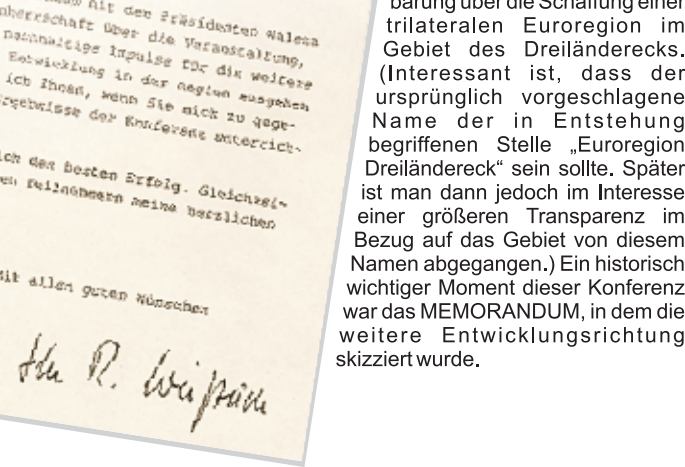 mit den Präsidenten Walesa
über die Veranstaltung,
nachhaltige Impulse für die weitere
Entwicklung in der Region ausgehen
ich Ihnen, wenn Sie mich zu gege-
Ergebnisse der Konferenz unterrich-
ich den besten Erfolg. Gleichzei-
en Teilnehmern meine herzlichen
Mit allen guten Wünschen
Ihr R. Weizsäcker
barung über die Schaffung einer
trilateralen Euroregion im
Gebiet des Dreiländerecks.
(Interessant ist, dass der
ursprünglich vorgeschlagene
Name der in Entstehung
begriffenen Stelle „Euroregion
Dreiländereck“ sein sollte. Später
ist man dann jedoch im Interesse
einer größeren Transparenz im
Bezug auf das Gebiet von diesem
Namen abgegangen.) Ein historisch
wichtiger Moment dieser Konferenz
war das MEMORANDUM, in dem die
weitere Entwicklungsrichtung
skizziert wurde.